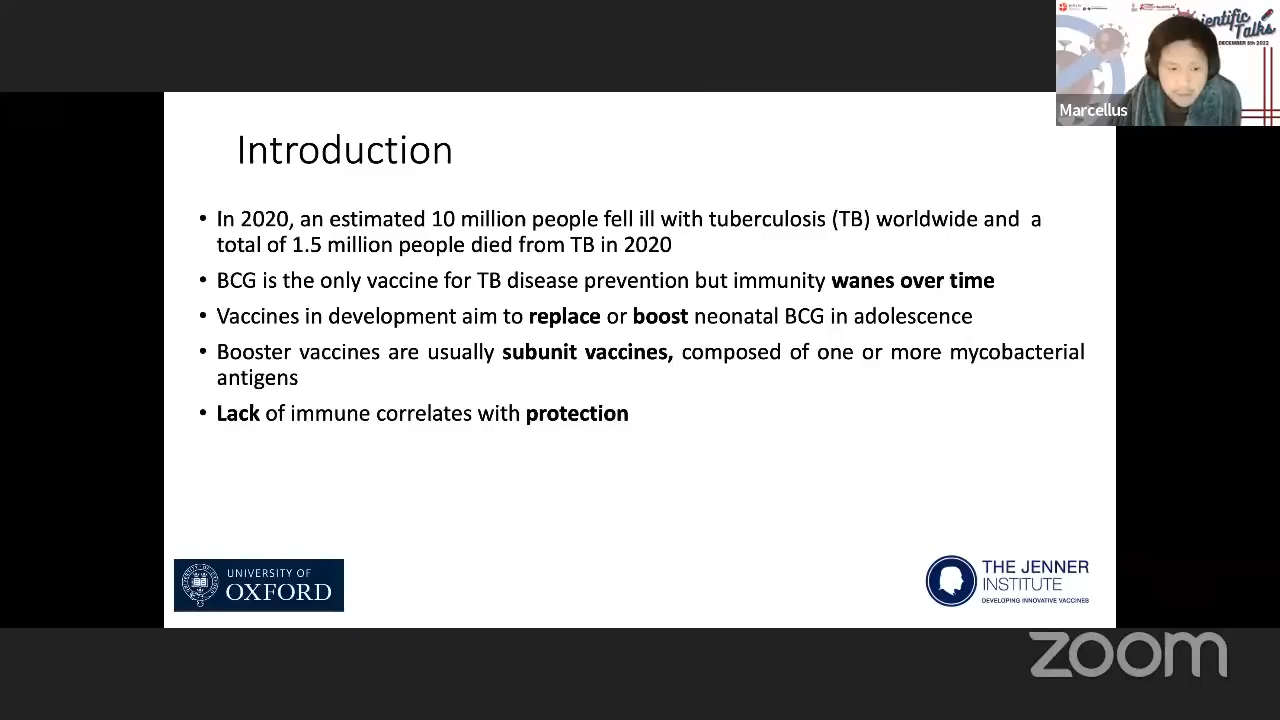 Scientific
Talks
DECEMBER 5th 2022
Marcellus
Introduction
• In 2020, an estimated 10 million people fell ill with tuberculosis (TB) worldwide and a
total of 1.5 million people died from TB in 2020
• BCG is the only vaccine for TB disease prevention but immunity wanes over time
• Vaccines in development aim to replace or boost neonatal BCG in adolescence
• Booster vaccines are usually subunit vaccines, composed of one or more mycobacterial
antigens
• Lack of immune correlates with protection
UNIVERSITY OF
OXFORD
THE JENNER
INSTITUTE
DEVELOPING INNOVATIVE VACCINES
zoom